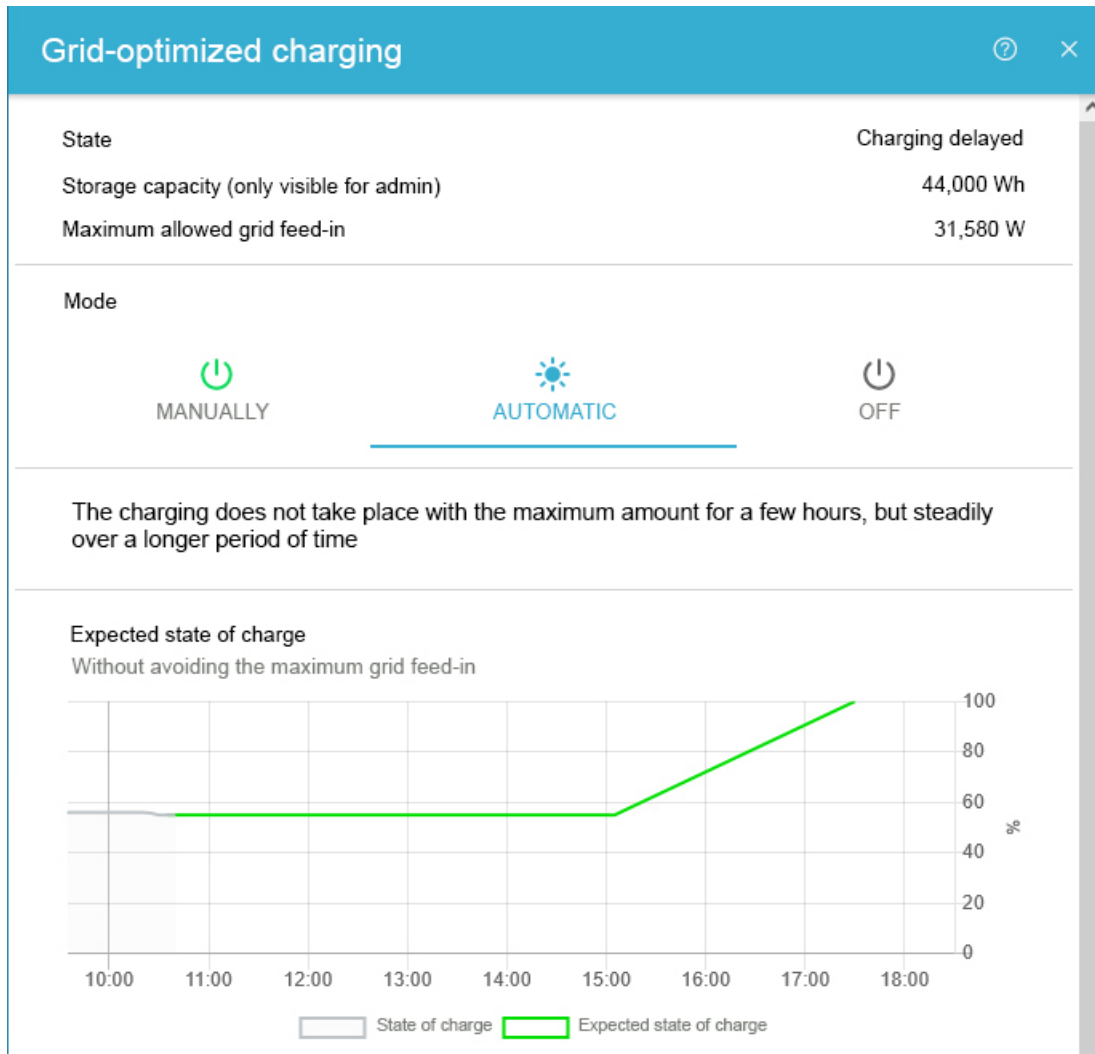 Grid-optimized charging
State Charging delayed
Storage capacity (only visible for admin) 44,000 Wh
Maximum allowed grid feed-in 31,580 W
Mode
MANUALLY AUTOMATIC OFF
The charging does not take place with the maximum amount for a few hours, but steadily
over a longer period of time
Expected state of charge
Without avoiding the maximum grid feed-in
100
80
60
%
40
20
0
10:00 11:00 12:00 13:00 14:00 15:00 16:00 17:00 18:00
State of charge Expected state of charge